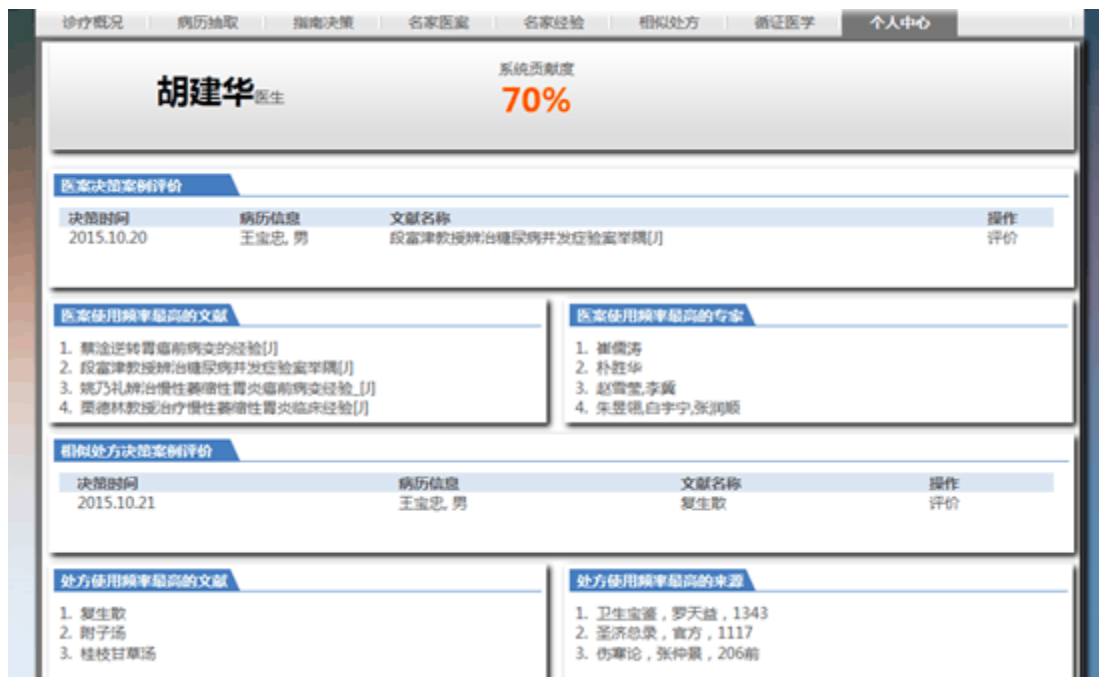 诊疗概况 病历抽取 指南决策 名家医案 名家经验 相似处方 循证医学 个人中心
胡建华医生
系统贡献度
70%
医案决策案例评价
决策时间 病历信息 文献名称 操作
2015.10.20 王宝忠, 男 段富津教授辨治糖尿病并发症验案举隅[J] 评价
医案使用频率最高的文献
1. 蔡淦逆转胃癌前病变的经验[J]
2. 段富津教授辨治糖尿病并发症验案举隅[J]
3. 姚乃礼辨治慢性萎缩性胃炎癌前病变经验_[J]
4. 栗德林教授治疗慢性萎缩性胃炎临床经验[J]
医案使用频率最高的专家
1. 崔儒涛
2. 朴胜华
3. 赵雪莹,李冀
4. 朱昱翎,白宇宁,张润顺
相似处方决策案例评价
决策时间 病历信息 文献名称 操作
2015.10.21 王宝忠, 男 复生散 评价
处方使用频率最高的文献
1. 复生散
2. 附子汤
3. 桂枝甘草汤
处方使用频率最高的来源
1. 卫生宝鉴，罗天益，1343
2. 圣济总录，官方，1117
3. 伤寒论，张仲景，206前